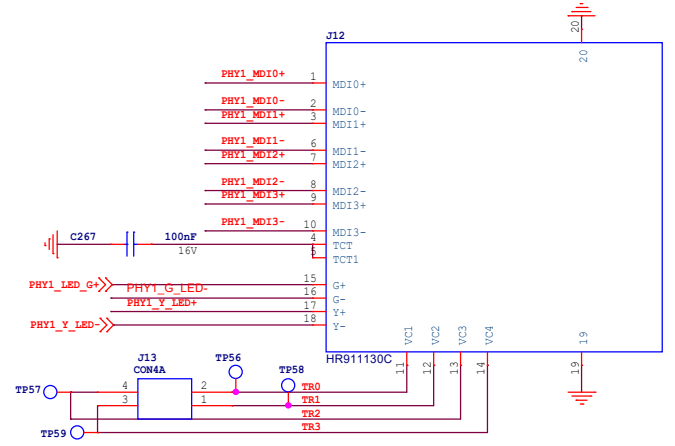 20
J12
20
PHY1_MDI0+ 1 MDI0+
PHY1_MDI0- 2 MDI0-
PHY1_MDI1+ 3 MDI1+
PHY1_MDI1- 6 MDI1-
PHY1_MDI2+ 7 MDI2+
PHY1_MDI2- 8 MDI2-
PHY1_MDI3+ 9 MDI3+
PHY1_MDI3- 10 MDI3-
C267 100nF 4 TCT
16V 5 TCT1
PHY1_LED_G+ 15 G+
PHY1_G_LED- 16 G-
PHY1_Y_LED+ 17 Y+
PHY1_Y_LED- 18 Y-
VC1 VC2 VC3 VC4 19
HR911130C
11 12 13 14 19
J13 TP56
CON4A TP58
TP57 4 2 TR0
3 1 TR1
TR2
TP59 TR3